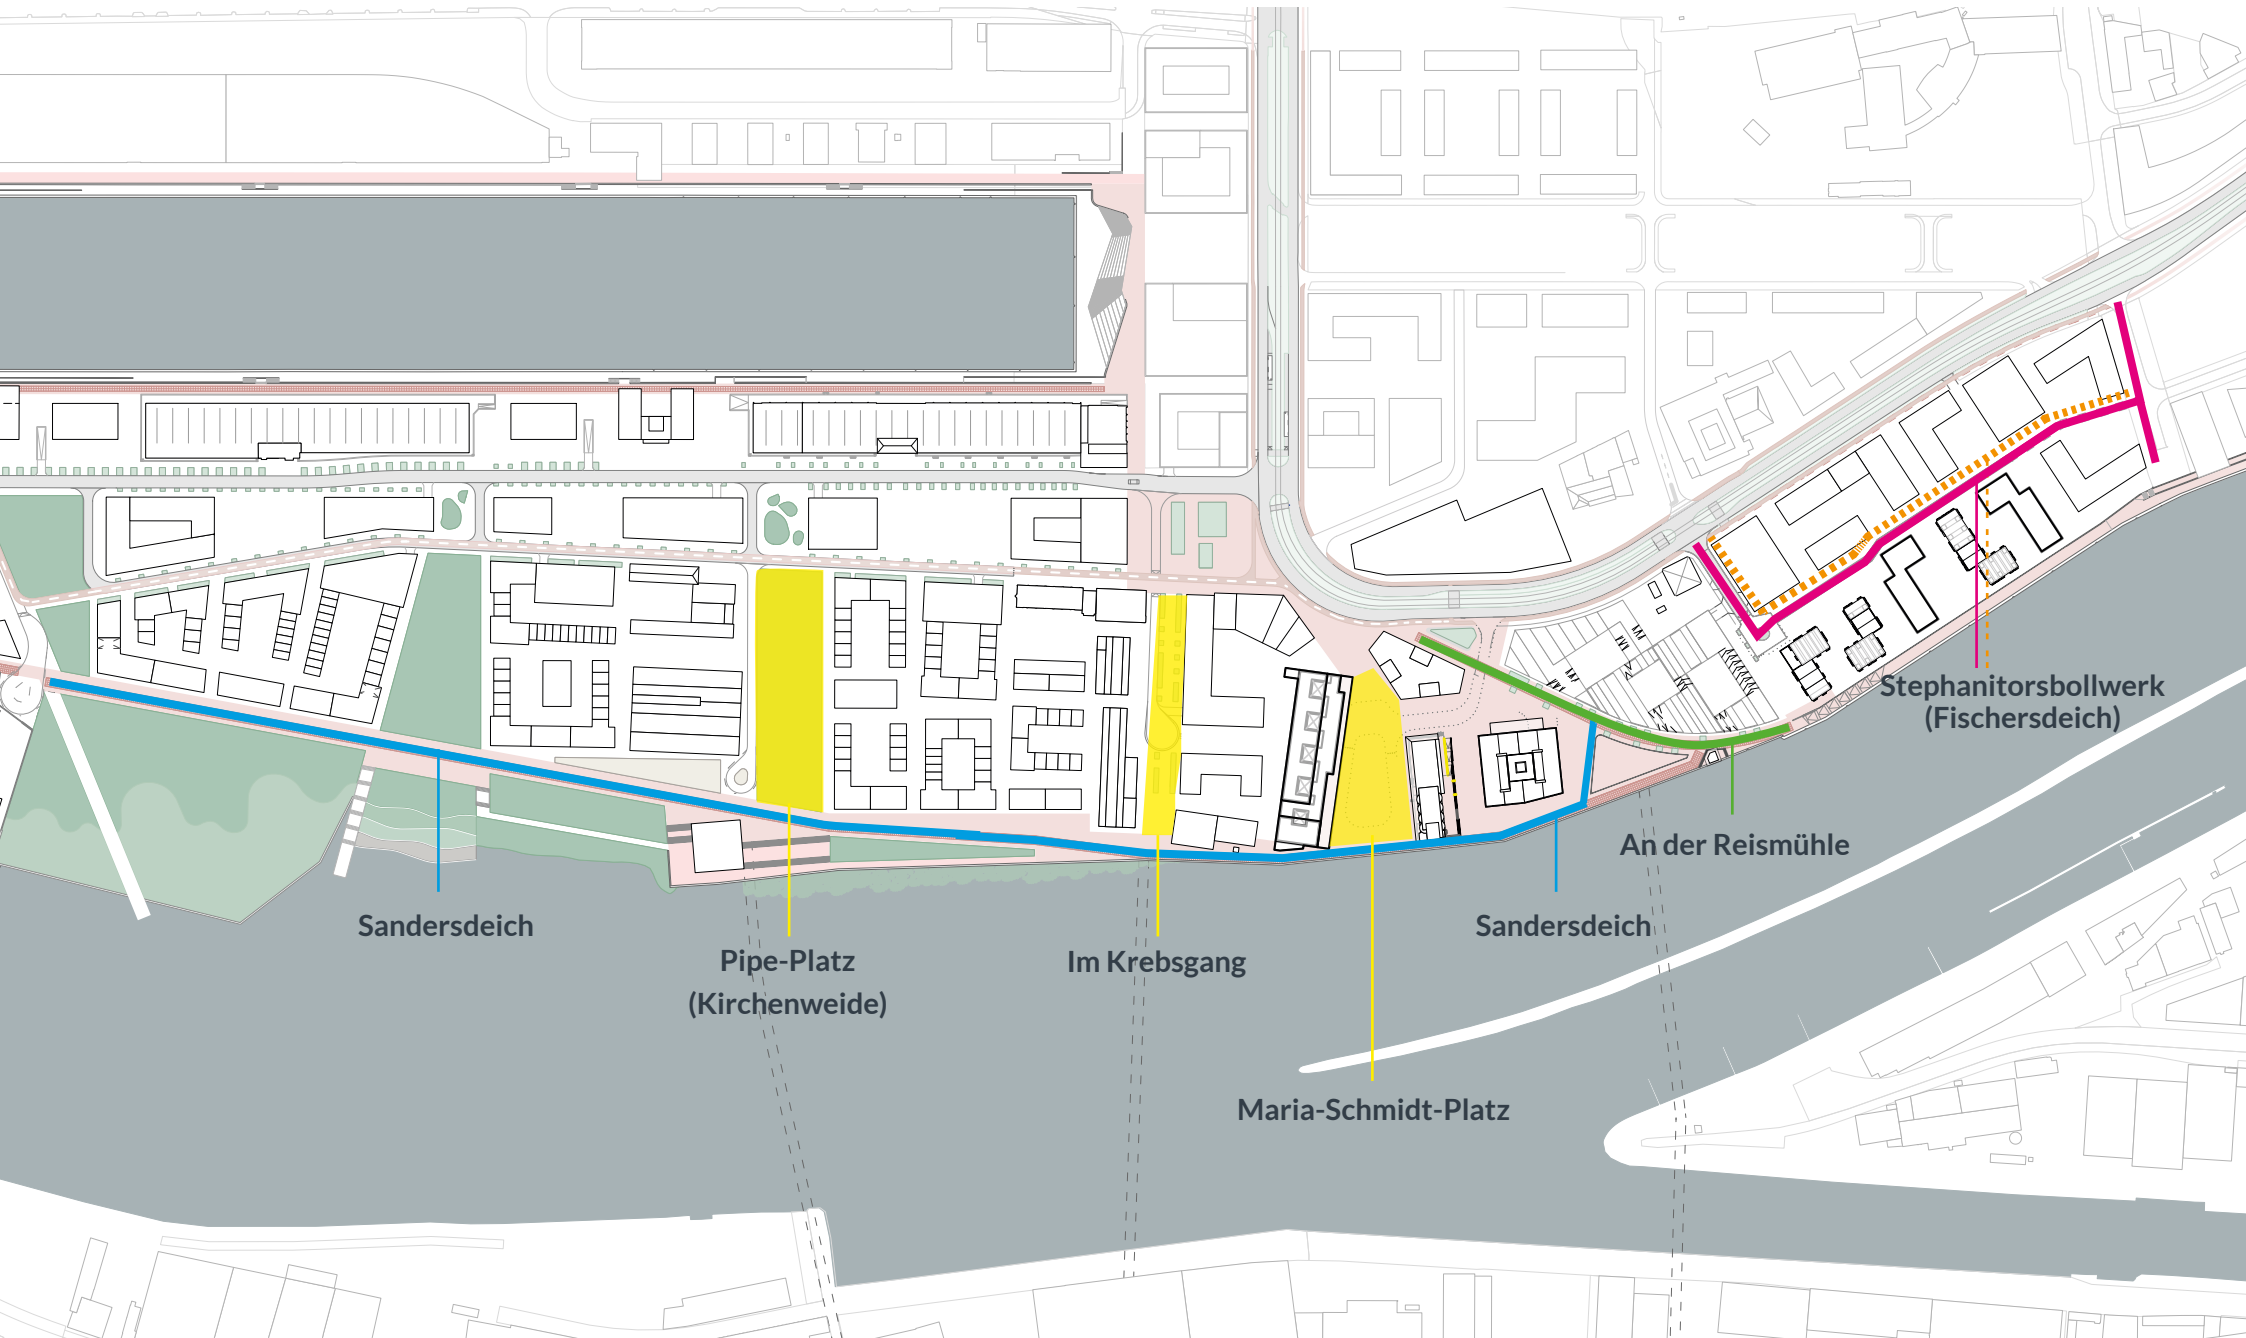 Stephanitorsbollwerk
(Fischersdeich)
An der Reismühle
Sandersdeich
Sandersdeich
Pipe-Platz
(Kirchenweide)
Im Krebsgang
Maria-Schmidt-Platz